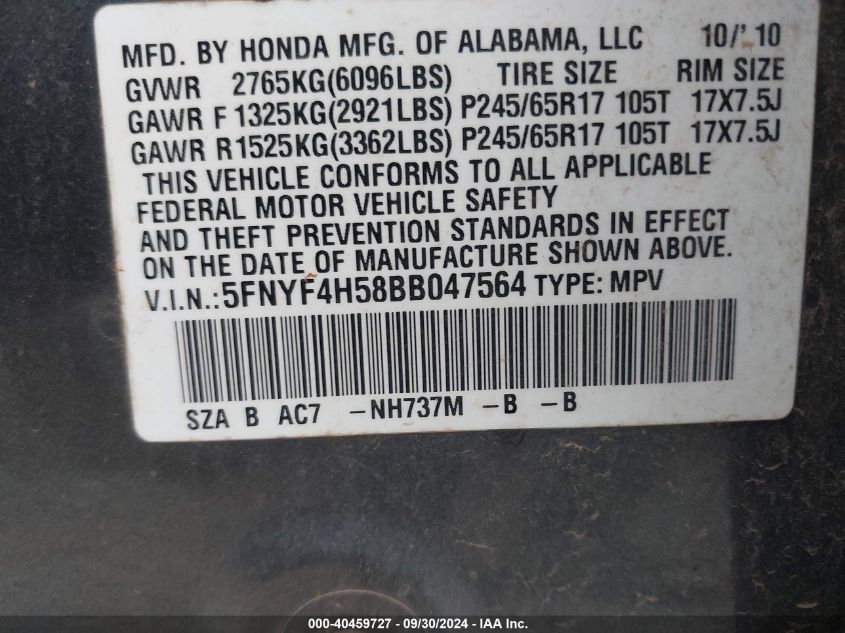 MFD. BY HONDA MFG. OF ALABAMA, LLC 10/'10
GVWR 2765KG(6096LBS) TIRE SIZE RIM SIZE
GAWR F 1325KG(2921LBS) P245/65R17 105T 17X7.5J
GAWR R1525KG(3362LBS) P245/65R17 105T 17X7.5J
THIS VEHICLE CONFORMS TO ALL APPLICABLE
FEDERAL MOTOR VEHICLE SAFETY
AND THEFT PREVENTION STANDARDS IN EFFECT
ON THE DATE OF MANUFACTURE SHOWN ABOVE.
V.I.N.:5FNYF4H58BB047564 TYPE: MPV
SZA B AC7 -NH737M -B -B
000-40459727 - 09/30/2024 - IAA Inc.